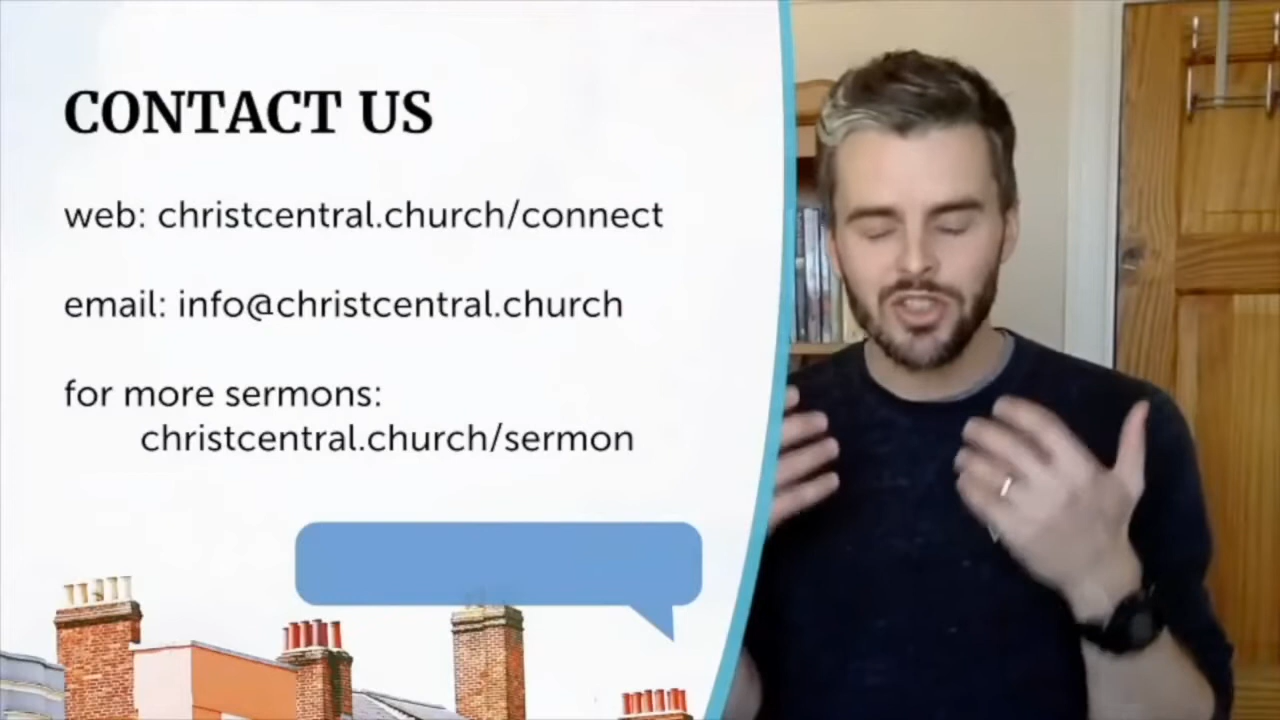 CONTACT US
web: christcentral.church/connect
email: info@christcentral.church
for more sermons:
christcentral.church/sermon